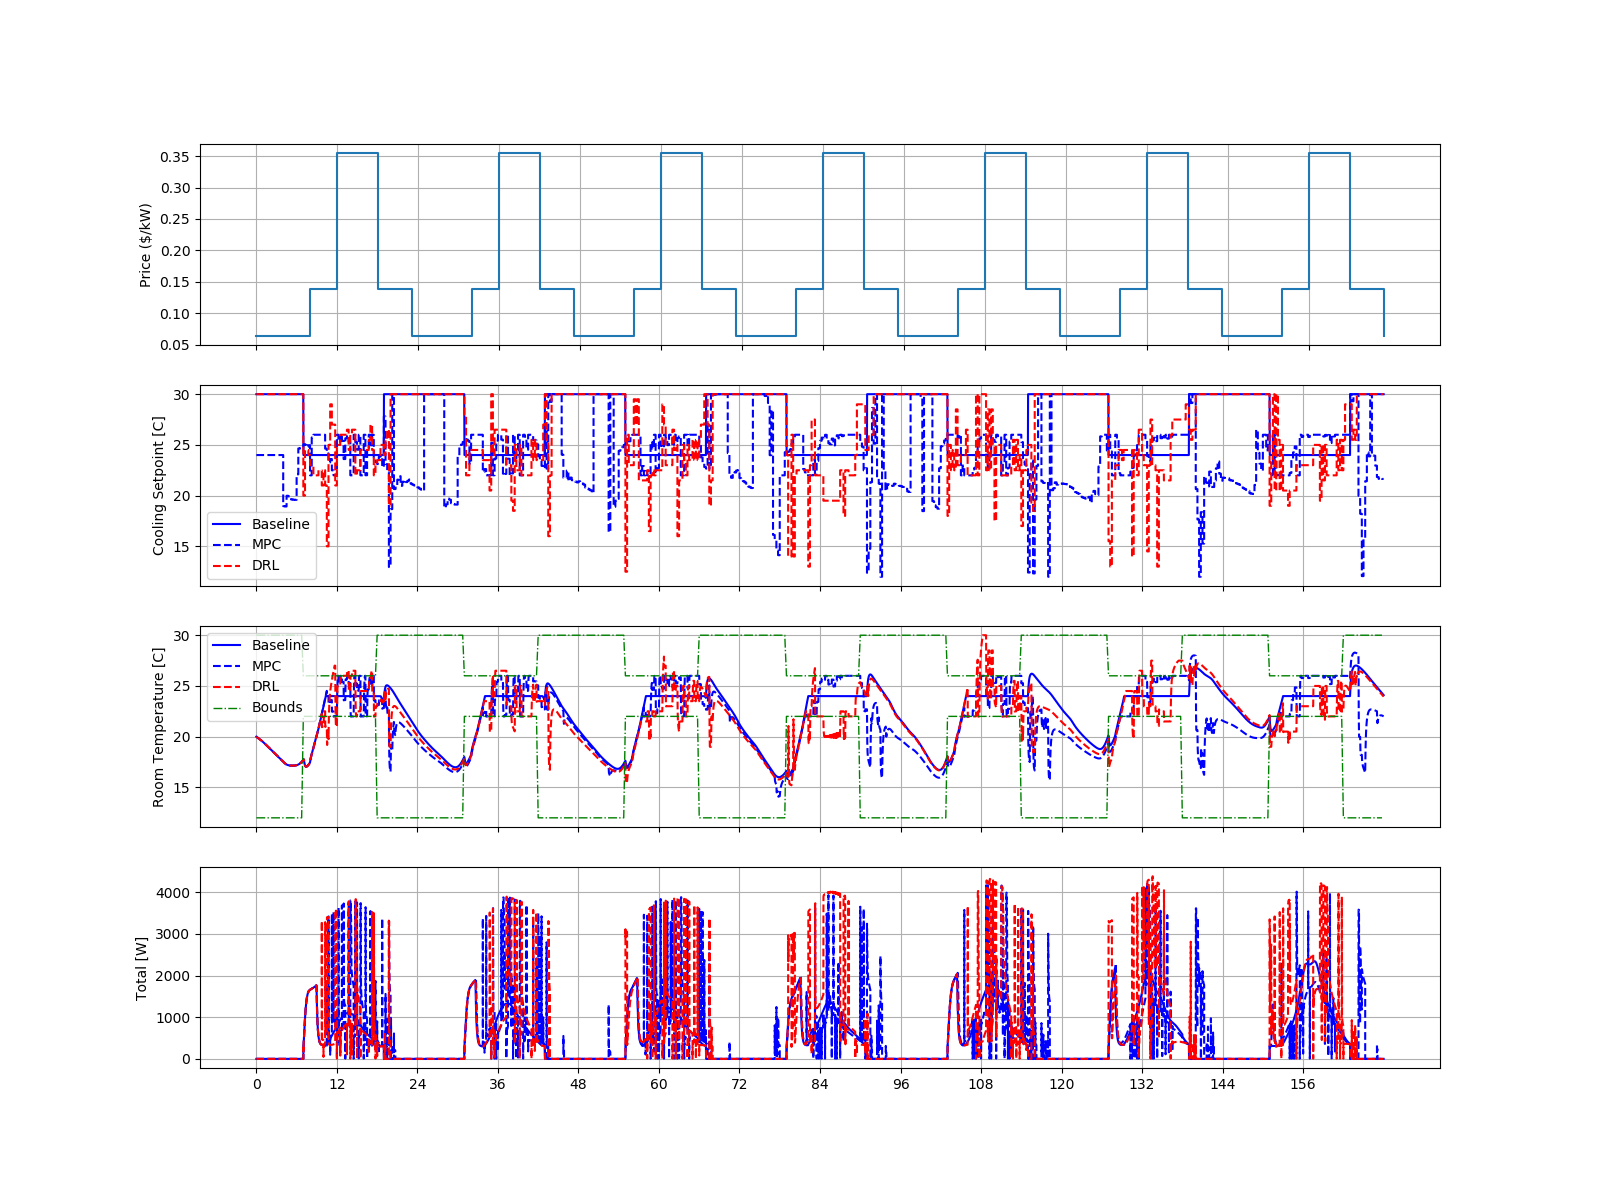 0.35
0.30
0.25
0.20
0.15
0.10
0.05
Price ($/kW)
30
25
20
15
Cooling Setpoint [C]
Baseline
MPC
DRL
30
25
20
15
Room Temperature [C]
Baseline
MPC
DRL
Bounds
4000
3000
2000
1000
0
Total [W]
0 12 24 36 48 60 72 84 96 108 120 132 144 156